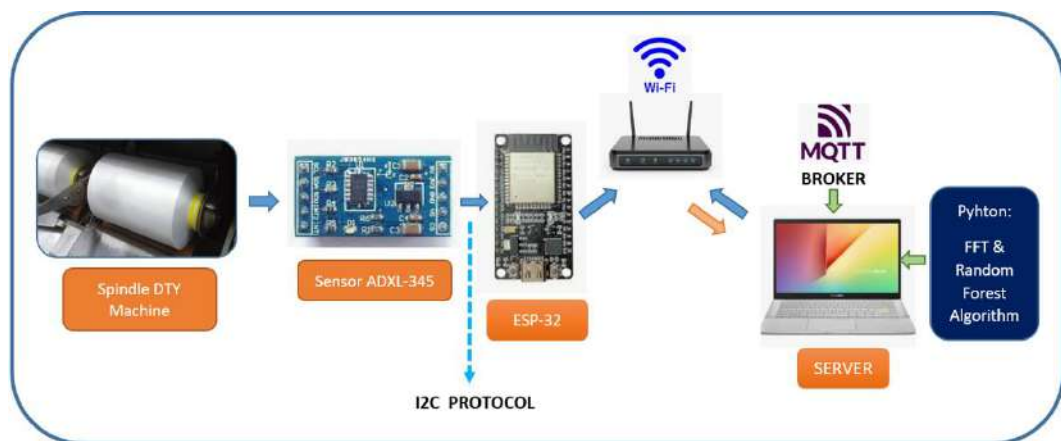 Wi-Fi
MQTT
BROKER
Pyhton:
FFT &
Random
Forest
Algorithm
Spindle DTY
Machine
Sensor ADXL-345
ESP-32
SERVER
I2C PROTOCOL